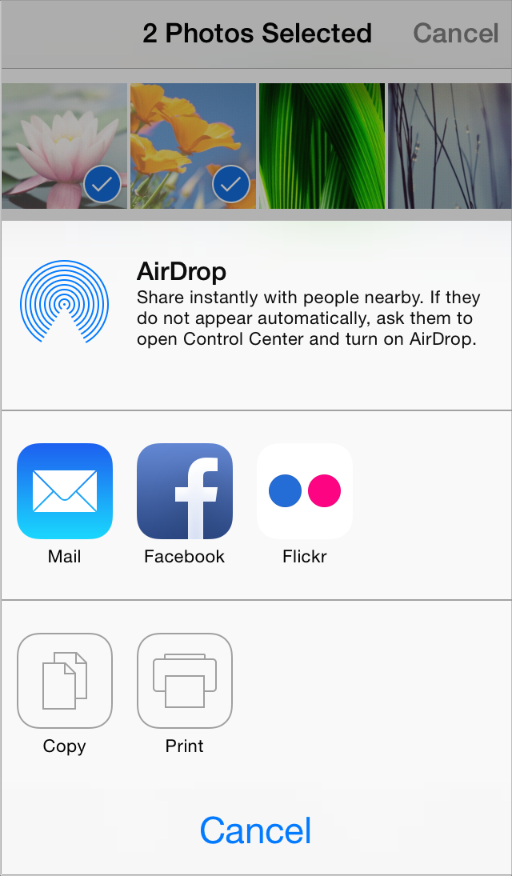 2 Photos Selected Cancel
AirDrop
Share instantly with people nearby. If they
do not appear automatically, ask them to
open Control Center and turn on AirDrop.
Mail Facebook Flickr
Copy Print
Cancel